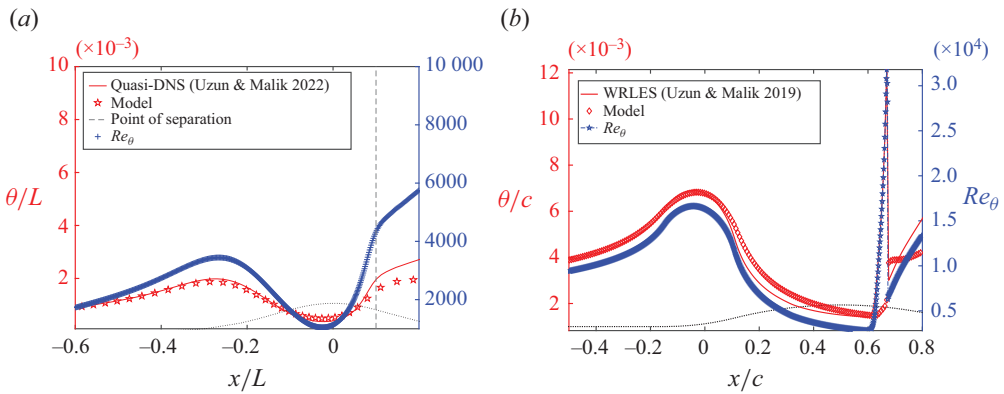 (a)
(×10⁻³)
10
8
6
4
2
θ/L
Quasi-DNS (Uzun & Malik 2022)
Model
Point of separation
Re_θ
10 000
8000
6000
4000
2000
−0.6
−0.4
−0.2
0
x/L
(b)
(×10⁻³)
12
10
8
6
4
2
θ/c
WRLES (Uzun & Malik 2019)
Model
Re_θ
(×10⁴)
3.0
2.5
2.0
1.5
1.0
0.5
Re_θ
−0.4
−0.2
0
0.2
0.4
0.6
0.8
x/c